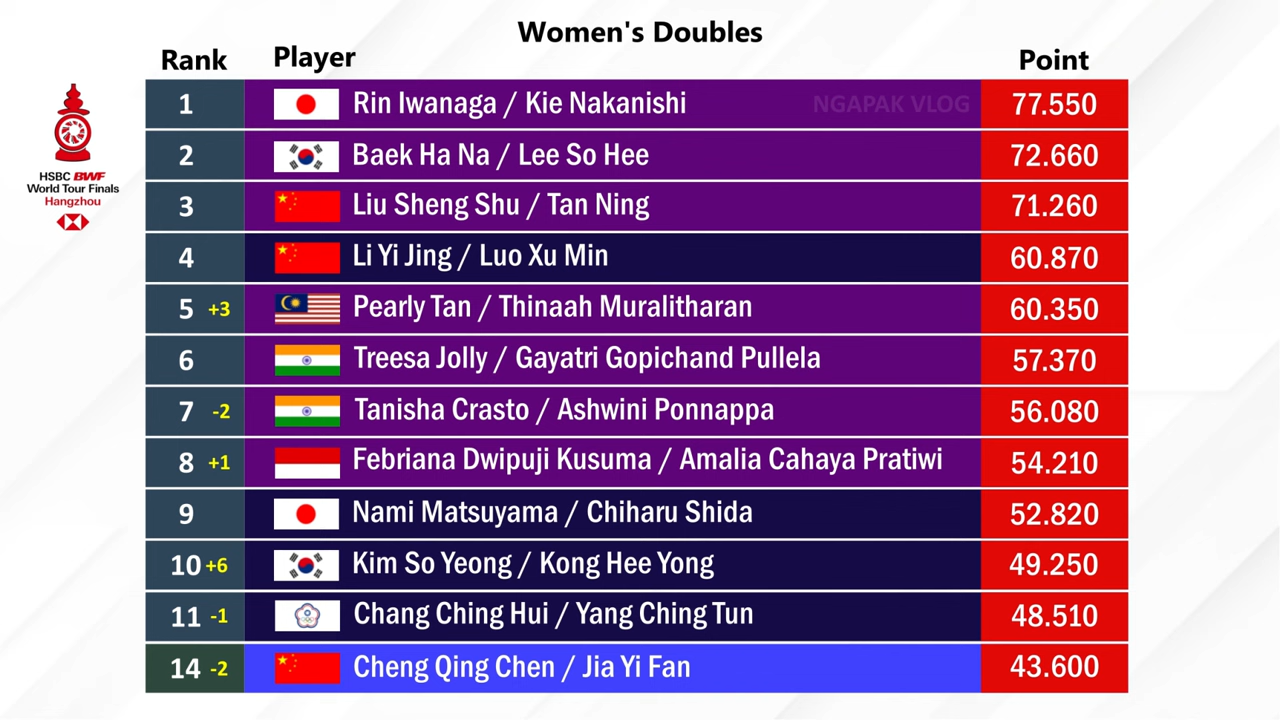 Women's Doubles
Rank Player Point
HSBC BWF
World Tour Finals
Hangzhou
1 Rin Iwanaga / Kie Nakanishi NGAPAK VLOG 77.550
2 Baek Ha Na / Lee So Hee 72.660
3 Liu Sheng Shu / Tan Ning 71.260
4 Li Yi Jing / Luo Xu Min 60.870
5 +3 Pearly Tan / Thinaah Muralitharan 60.350
6 Treesa Jolly / Gayatri Gopichand Pullela 57.370
7 -2 Tanisha Crasto / Ashwini Ponnappa 56.080
8 +1 Febriana Dwipuji Kusuma / Amalia Cahaya Pratiwi 54.210
9 Nami Matsuyama / Chiharu Shida 52.820
10 +6 Kim So Yeong / Kong Hee Yong 49.250
11 -1 Chang Ching Hui / Yang Ching Tun 48.510
14 -2 Cheng Qing Chen / Jia Yi Fan 43.600